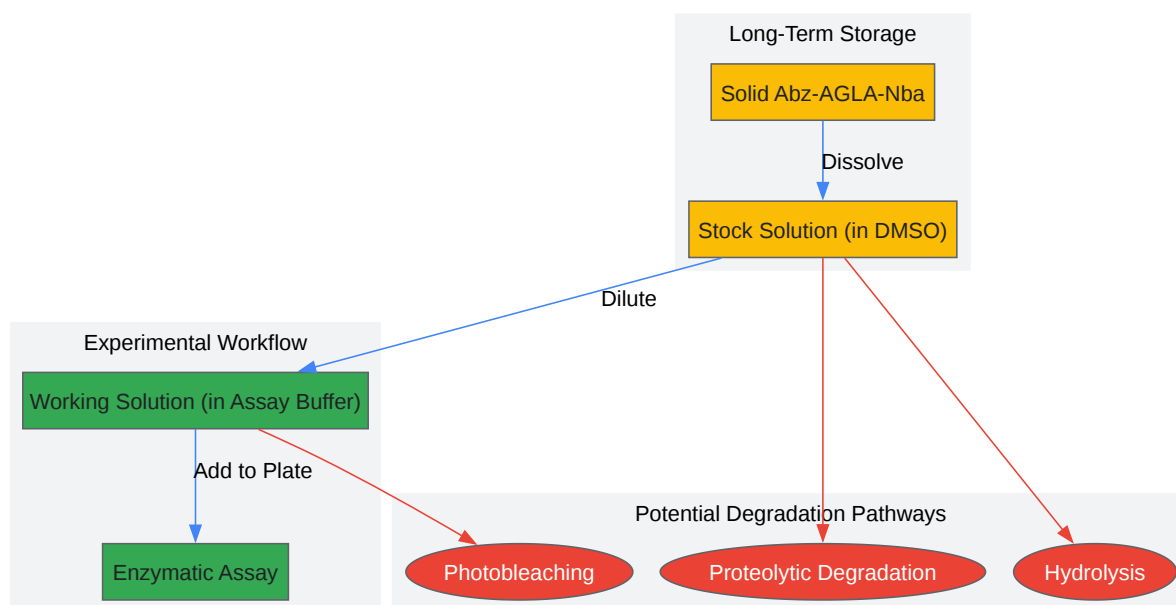 Long-Term Storage
Solid Abz-AGLA-Nba
Dissolve
Stock Solution (in DMSO)
Dilute
Experimental Workflow
Working Solution (in Assay Buffer)
Add to Plate
Enzymatic Assay
Potential Degradation Pathways
Photobleaching
Proteolytic Degradation
Hydrolysis